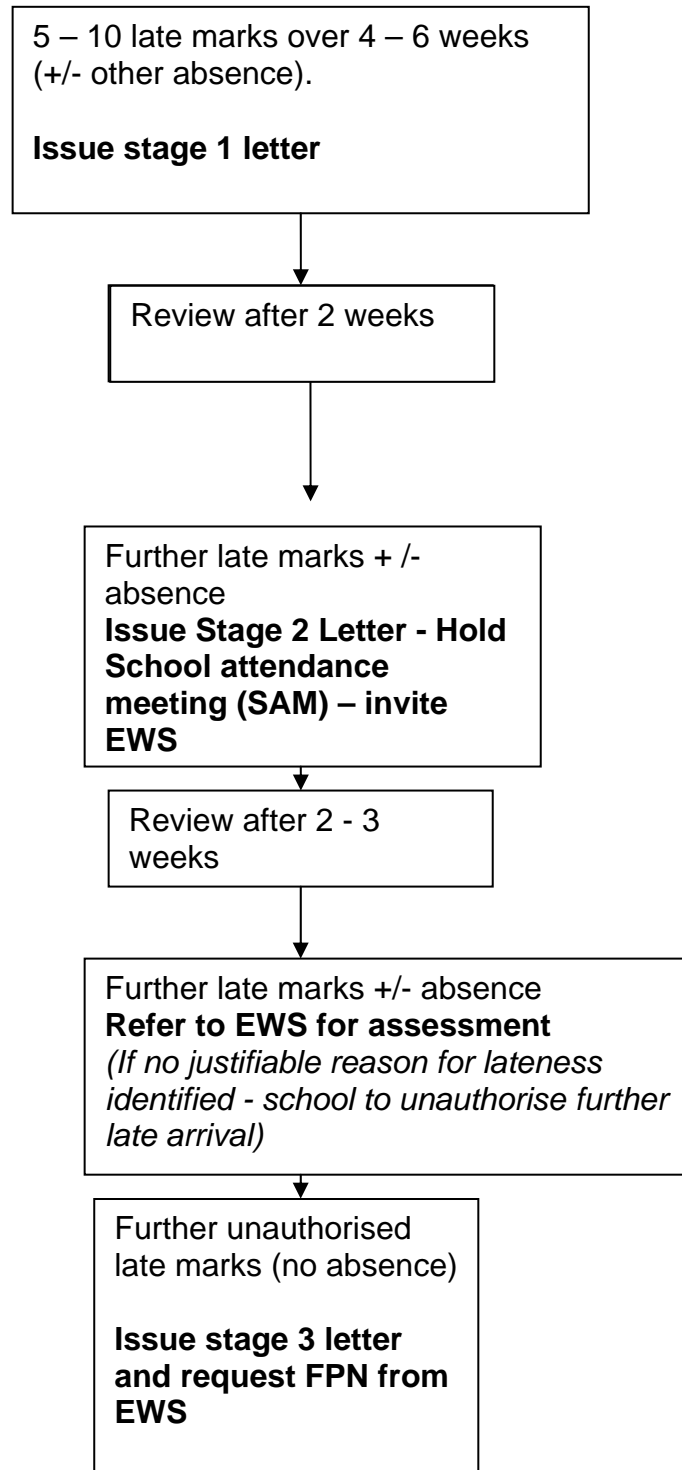 5 – 10 late marks over 4 – 6 weeks
(+/- other absence).
Issue stage 1 letter
Review after 2 weeks
Further late marks + /-
absence
Issue Stage 2 Letter - Hold
School attendance
meeting (SAM) – invite
EWS
Review after 2 - 3
weeks
Further late marks +/- absence
Refer to EWS for assessment
(If no justifiable reason for lateness
identified - school to unauthorise further
late arrival)
Further unauthorised
late marks (no absence)
Issue stage 3 letter
and request FPN from
EWS